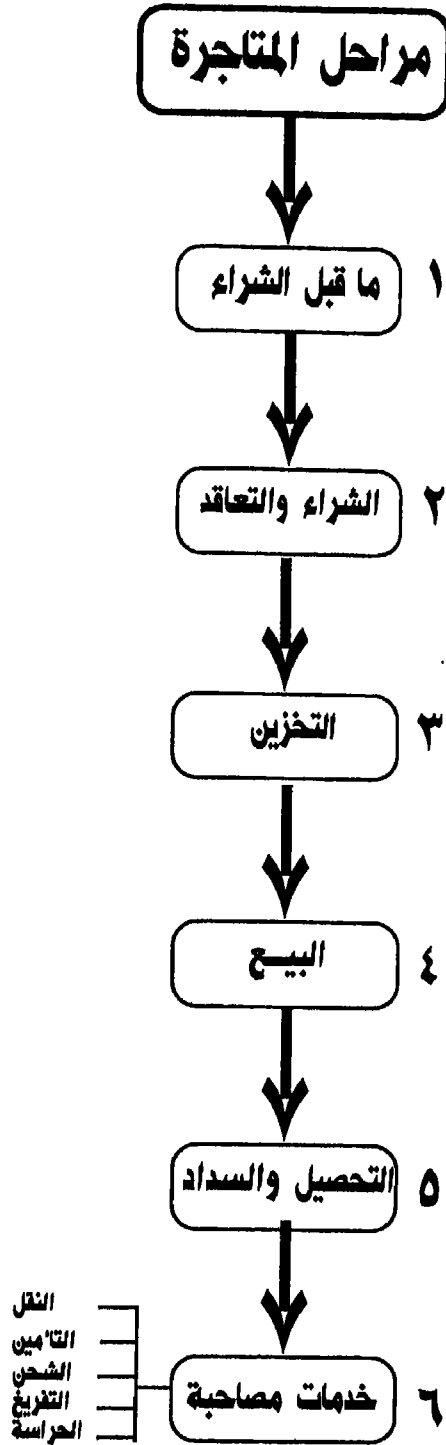 مراحل المتاجرة
١ ما قبل الشراء
٢ الشراء والتعاقد
٣ التخزين
٤ البيـــع
٥ التحصيل والسداد
٦ خدمات مصاحبة
النقل
التأمين
الشحن
التفريغ
الحراسة